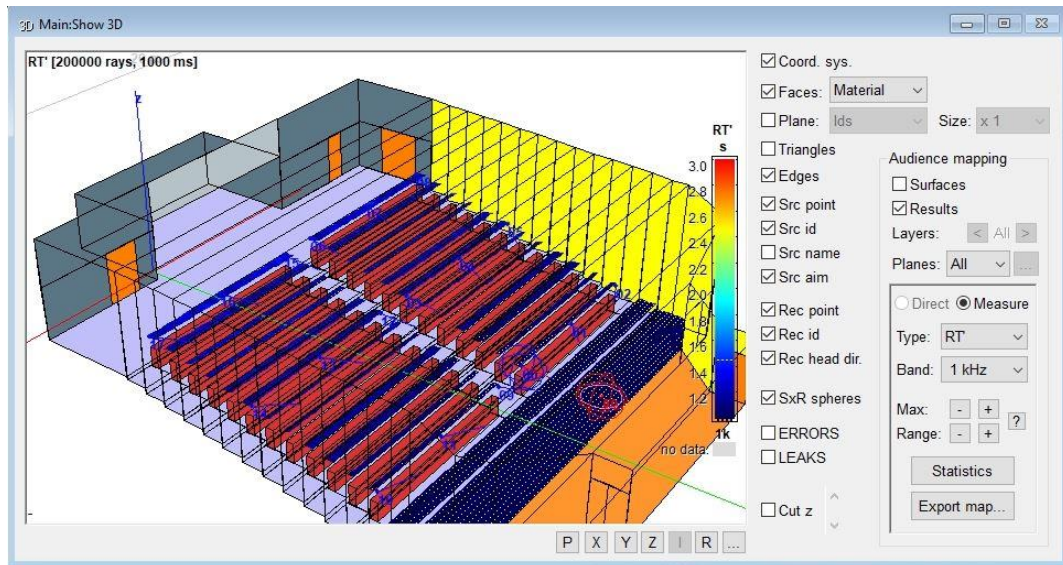 3D Main:Show 3D
RT' [200000 rays, 1000 ms]
z
RT'
s
3.0
2.8
2.6
2.4
2.2
2.0
1.8
1.6
1.4
1.2
1k
no data:
P X Y Z I R ...
Coord. sys.
Faces: Material
Plane: Ids Size: x 1
Triangles
Edges
Src point
Src id
Src name
Src aim
Rec point
Rec id
Rec head dir.
SxR spheres
ERRORS
LEAKS
Cut z
Audience mapping
Surfaces
Results
Layers: < All >
Planes: All ...
Direct Measure
Type: RT'
Band: 1 kHz
Max: - +
Range: - + ?
Statistics
Export map...